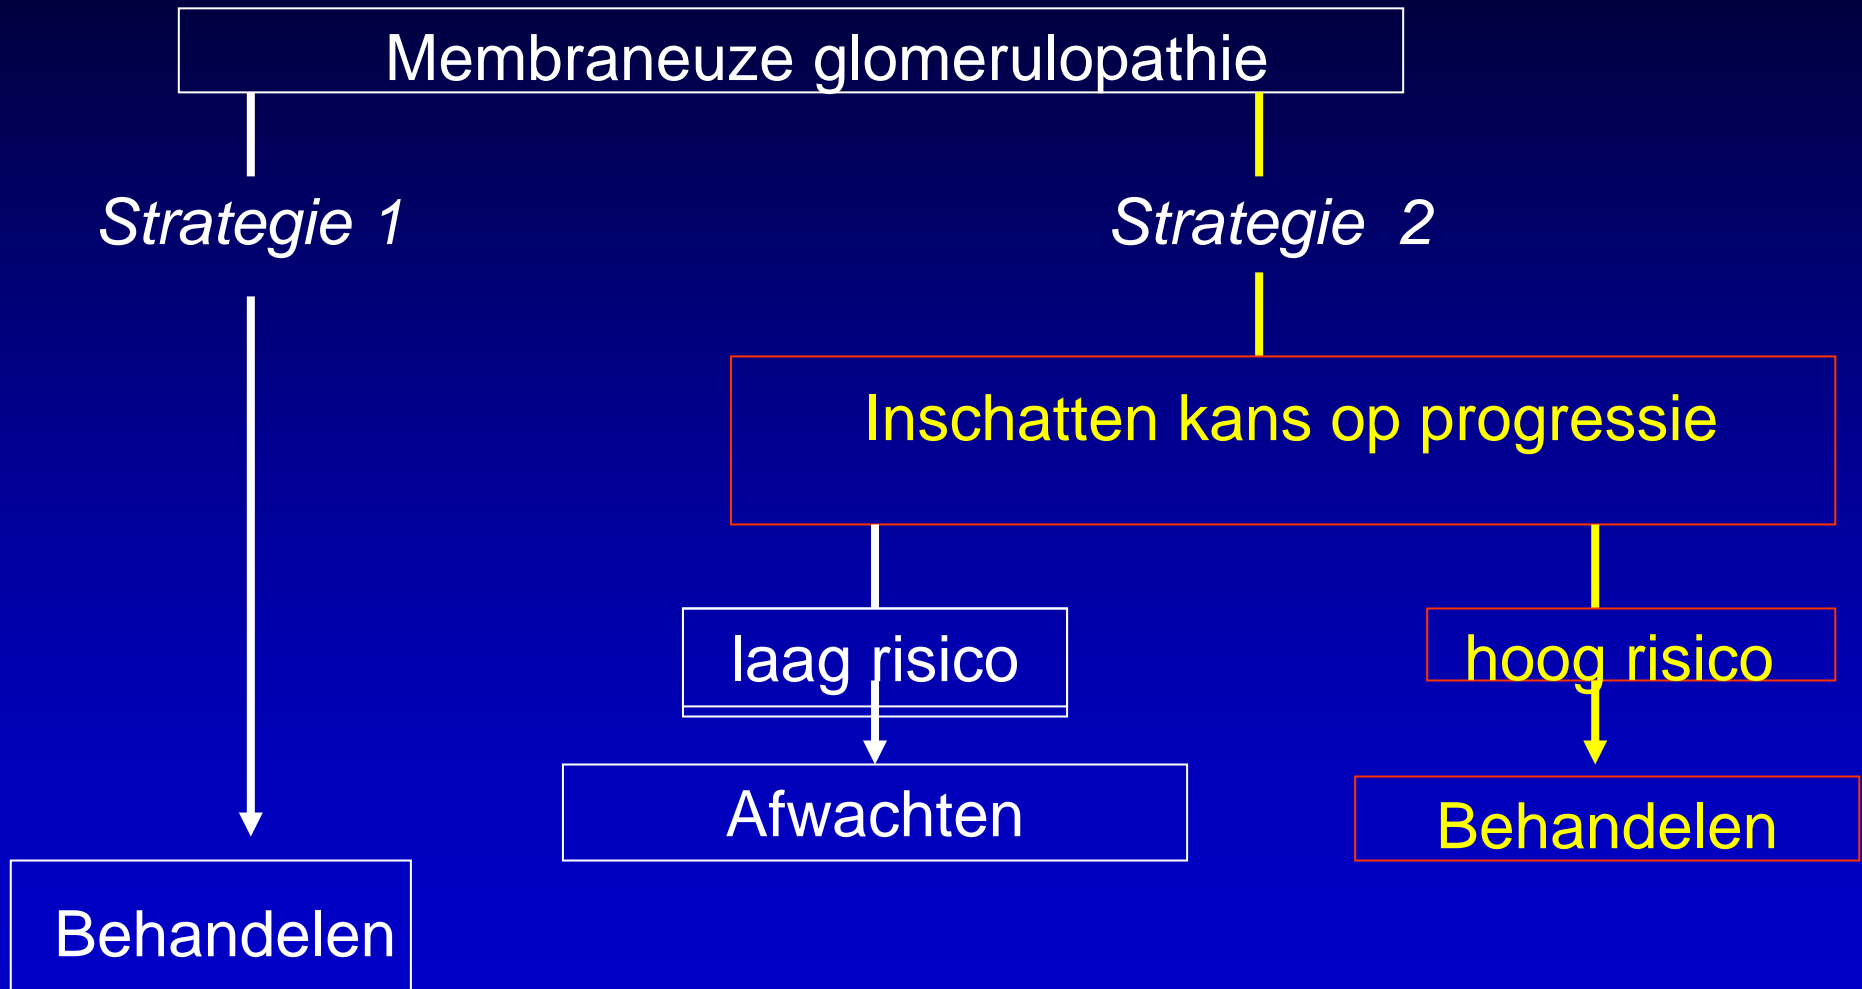 Membraneuze glomerulopathie
Strategie 1
Strategie 2
Inschatten kans op progressie
laag risico
hoog risico
Afwachten
Behandelen
Behandelen